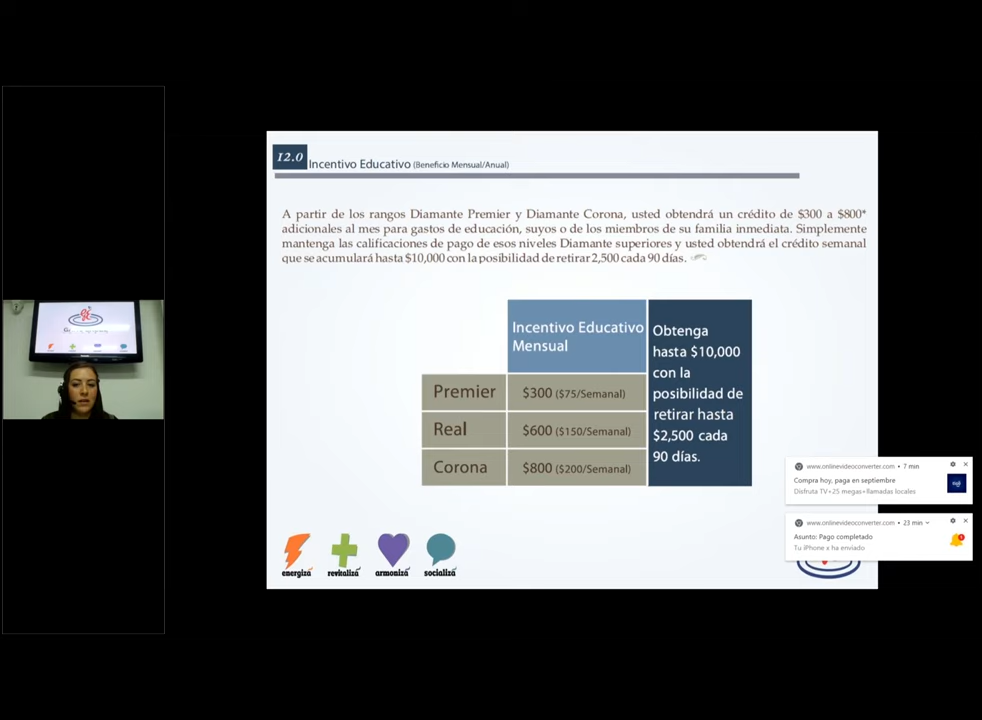 12.0
Incentivo Educativo (Beneficio Mensual/Anual)
A partir de los rangos Diamante Premier y Diamante Corona, usted obtendrá un crédito de $300 a $800*
adicionales al mes para gastos de educación, suyos o de los miembros de su familia inmediata. Simplemente
mantenga las calificaciones de pago de esos niveles Diamante superiores y usted obtendrá el crédito semanal
que se acumulará hasta $10,000 con la posibilidad de retirar 2,500 cada 90 días.
Incentivo Educativo
Mensual
Obtenga
hasta $10,000
con la
posibilidad de
retirar hasta
$2,500 cada
90 días.
Premier
$300 ($75/Semanal)
Real
$600 ($150/Semanal)
Corona
$800 ($200/Semanal)
energizá
revitalizá
armonizá
socializá
www.onlinevideoconverter.com • 7 min
Compra hoy, paga en septiembre
Disfruta TV+25 megas+llamadas locales
www.onlinevideoconverter.com • 23 min
Asunto: Pago completado
Tu iPhone x ha enviado